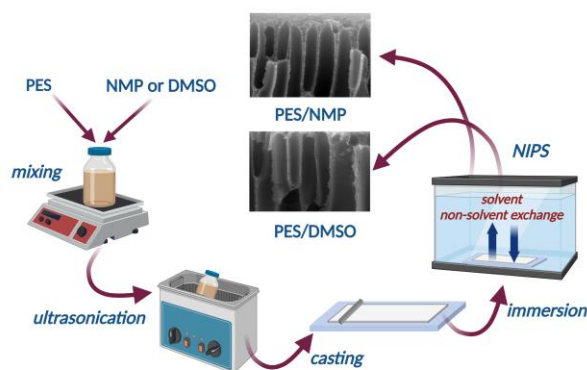 PES
NMP or DMSO
mixing
PES/NMP
PES/DMSO
NIPS
solvent
non-solvent exchange
ultrasonication
casting
immersion